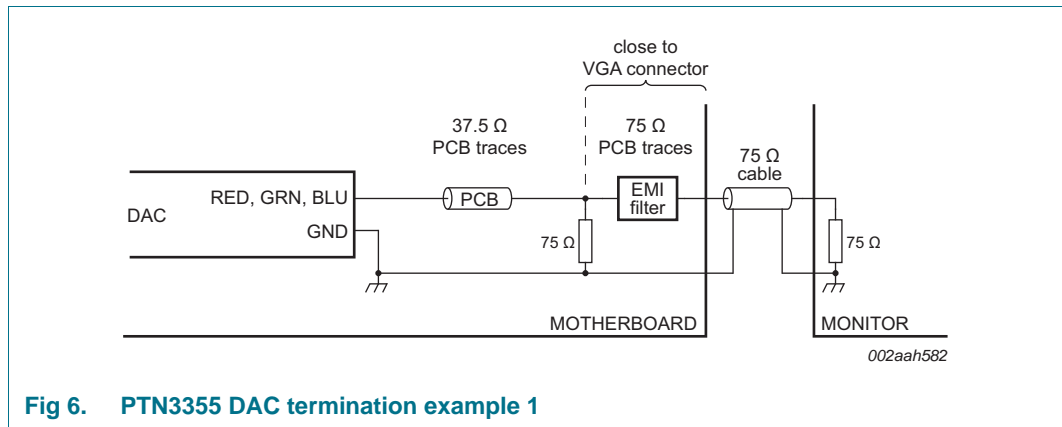 close to
VGA connector
37.5 Ω
PCB traces
75 Ω
PCB traces
75 Ω
cable
DAC
RED, GRN, BLU
GND
PCB
EMI
filter
75 Ω
75 Ω
MOTHERBOARD
MONITOR
002aah582
Fig 6. PTN3355 DAC termination example 1